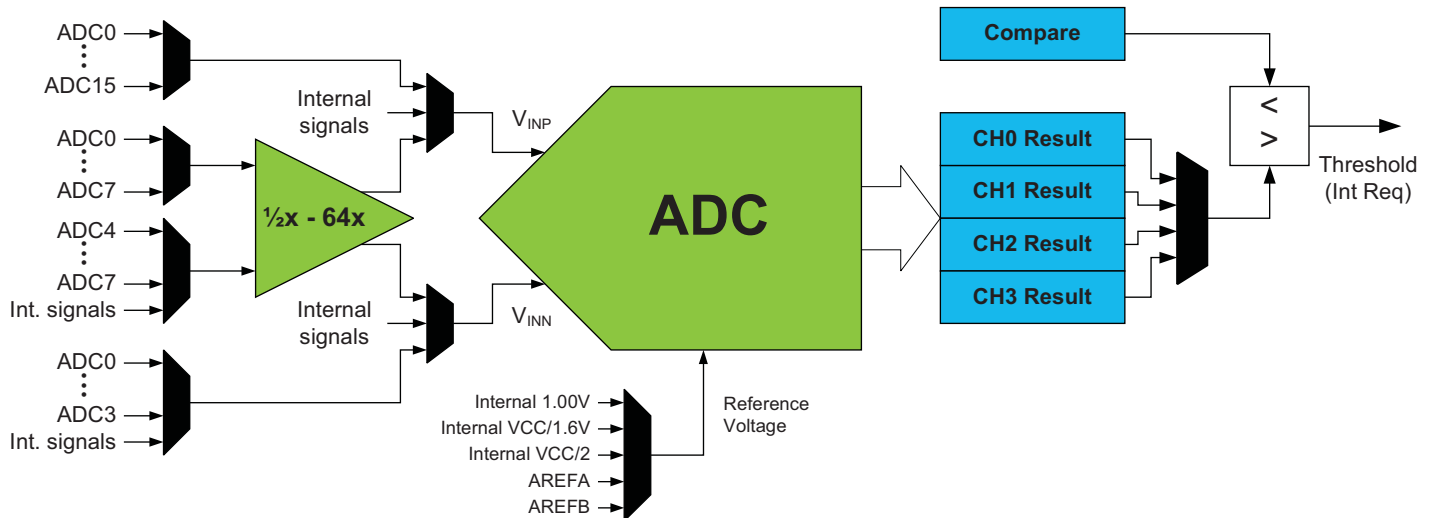 ADC0
ADC15
ADC0
ADC7
ADC4
ADC7
Int. signals
ADC0
ADC3
Int. signals
½x - 64x
Internal
signals
Internal
signals
VINP
VINN
ADC
Internal 1.00V
Internal VCC/1.6V
Internal VCC/2
AREFA
AREFB
Reference
Voltage
Compare
CH0 Result
CH1 Result
CH2 Result
CH3 Result
<
>
Threshold
(Int Req)